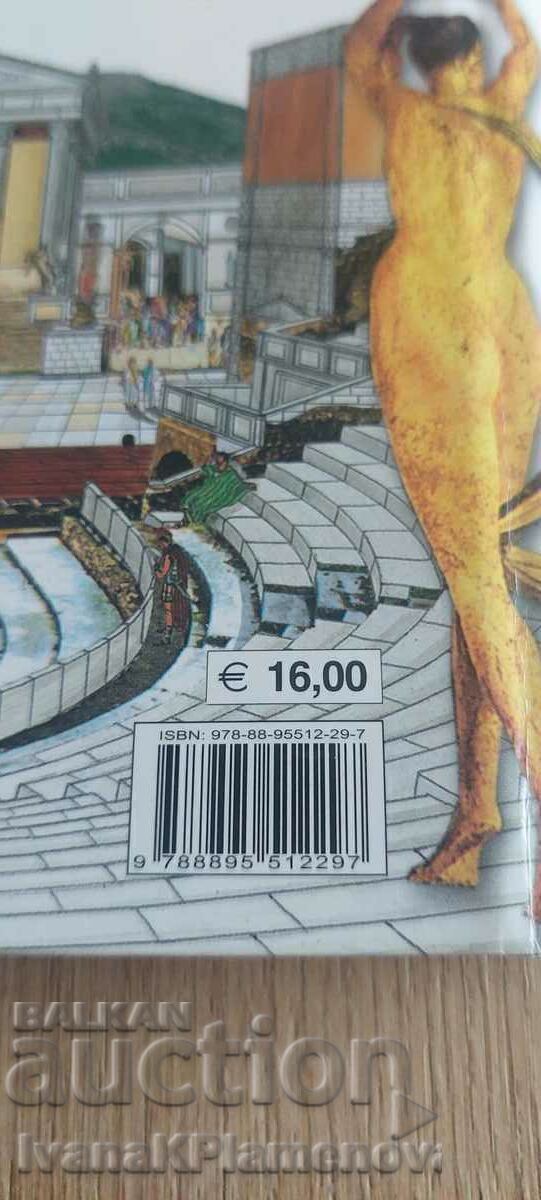 € 16,00
ISBN: 978-88-95512-29-7
9 788895 512297
BALKAN
auction
IvanaKPlamenov.